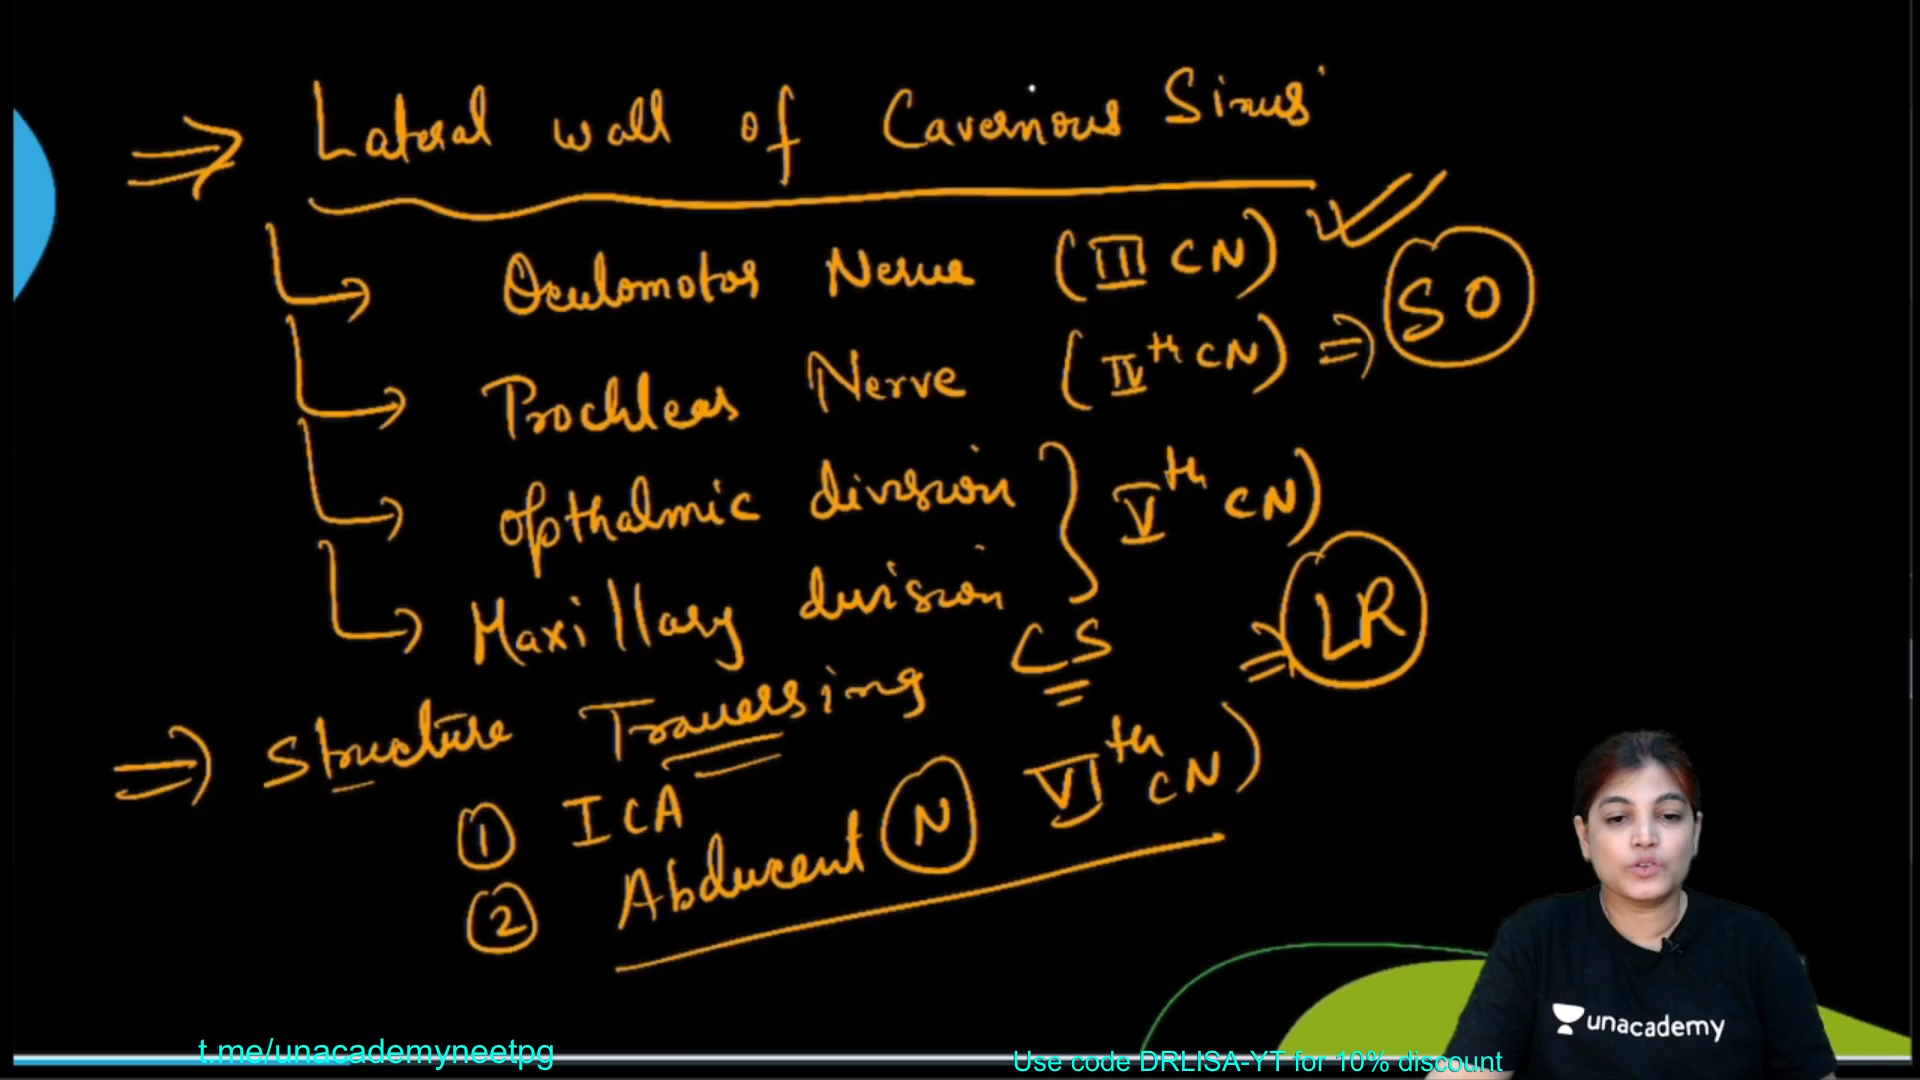 ⇒ Lateral wall of Cavernous Sinus
Oculomotor Nerve (III CN)
Trochlear Nerve (IVth CN) ⇒ SO
Opthalmic division
Maxillary division } Vth CN)
⇒ Structure Traversing CS
① ICA
② Abducent N VIth CN) ⇒ LR
unacademy
t.me/unacademyneetpg
Use code DRLISA-YT for 10% discount